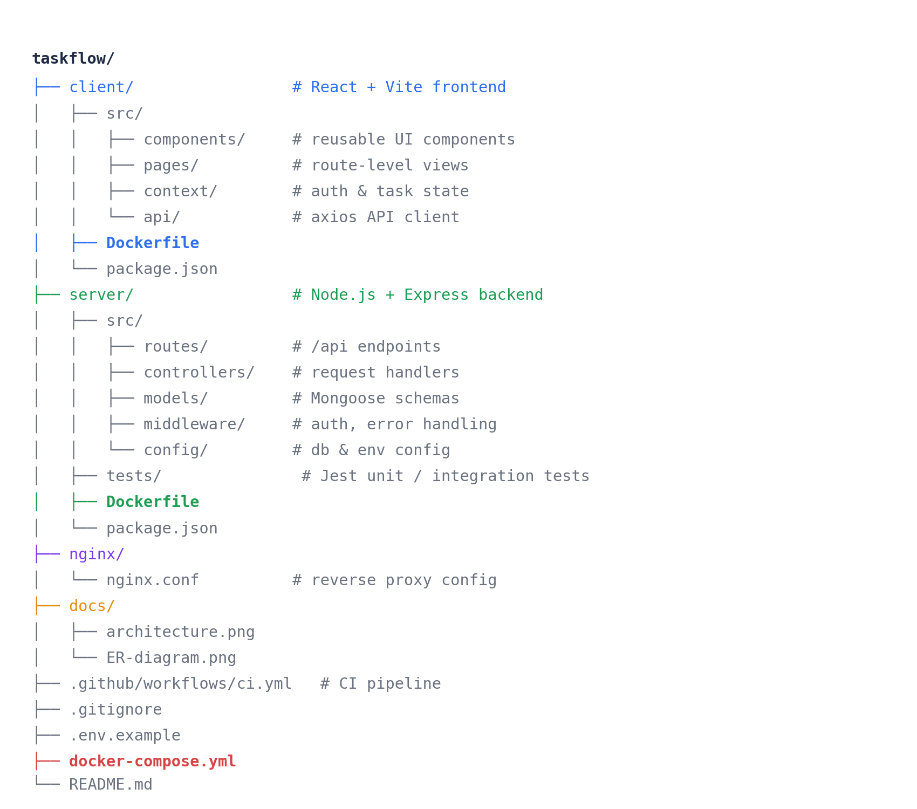 taskflow/
├── client/                 # React + Vite frontend
│   ├── src/
│   │   ├── components/     # reusable UI components
│   │   ├── pages/          # route-level views
│   │   ├── context/        # auth & task state
│   │   └── api/            # axios API client
│   ├── Dockerfile
│   └── package.json
├── server/                 # Node.js + Express backend
│   ├── src/
│   │   ├── routes/         # /api endpoints
│   │   ├── controllers/    # request handlers
│   │   ├── models/         # Mongoose schemas
│   │   ├── middleware/     # auth, error handling
│   │   └── config/         # db & env config
│   ├── tests/               # Jest unit / integration tests
│   ├── Dockerfile
│   └── package.json
├── nginx/
│   └── nginx.conf          # reverse proxy config
├── docs/
│   ├── architecture.png
│   └── ER-diagram.png
├── .github/workflows/ci.yml   # CI pipeline
├── .gitignore
├── .env.example
├── docker-compose.yml
└── README.md